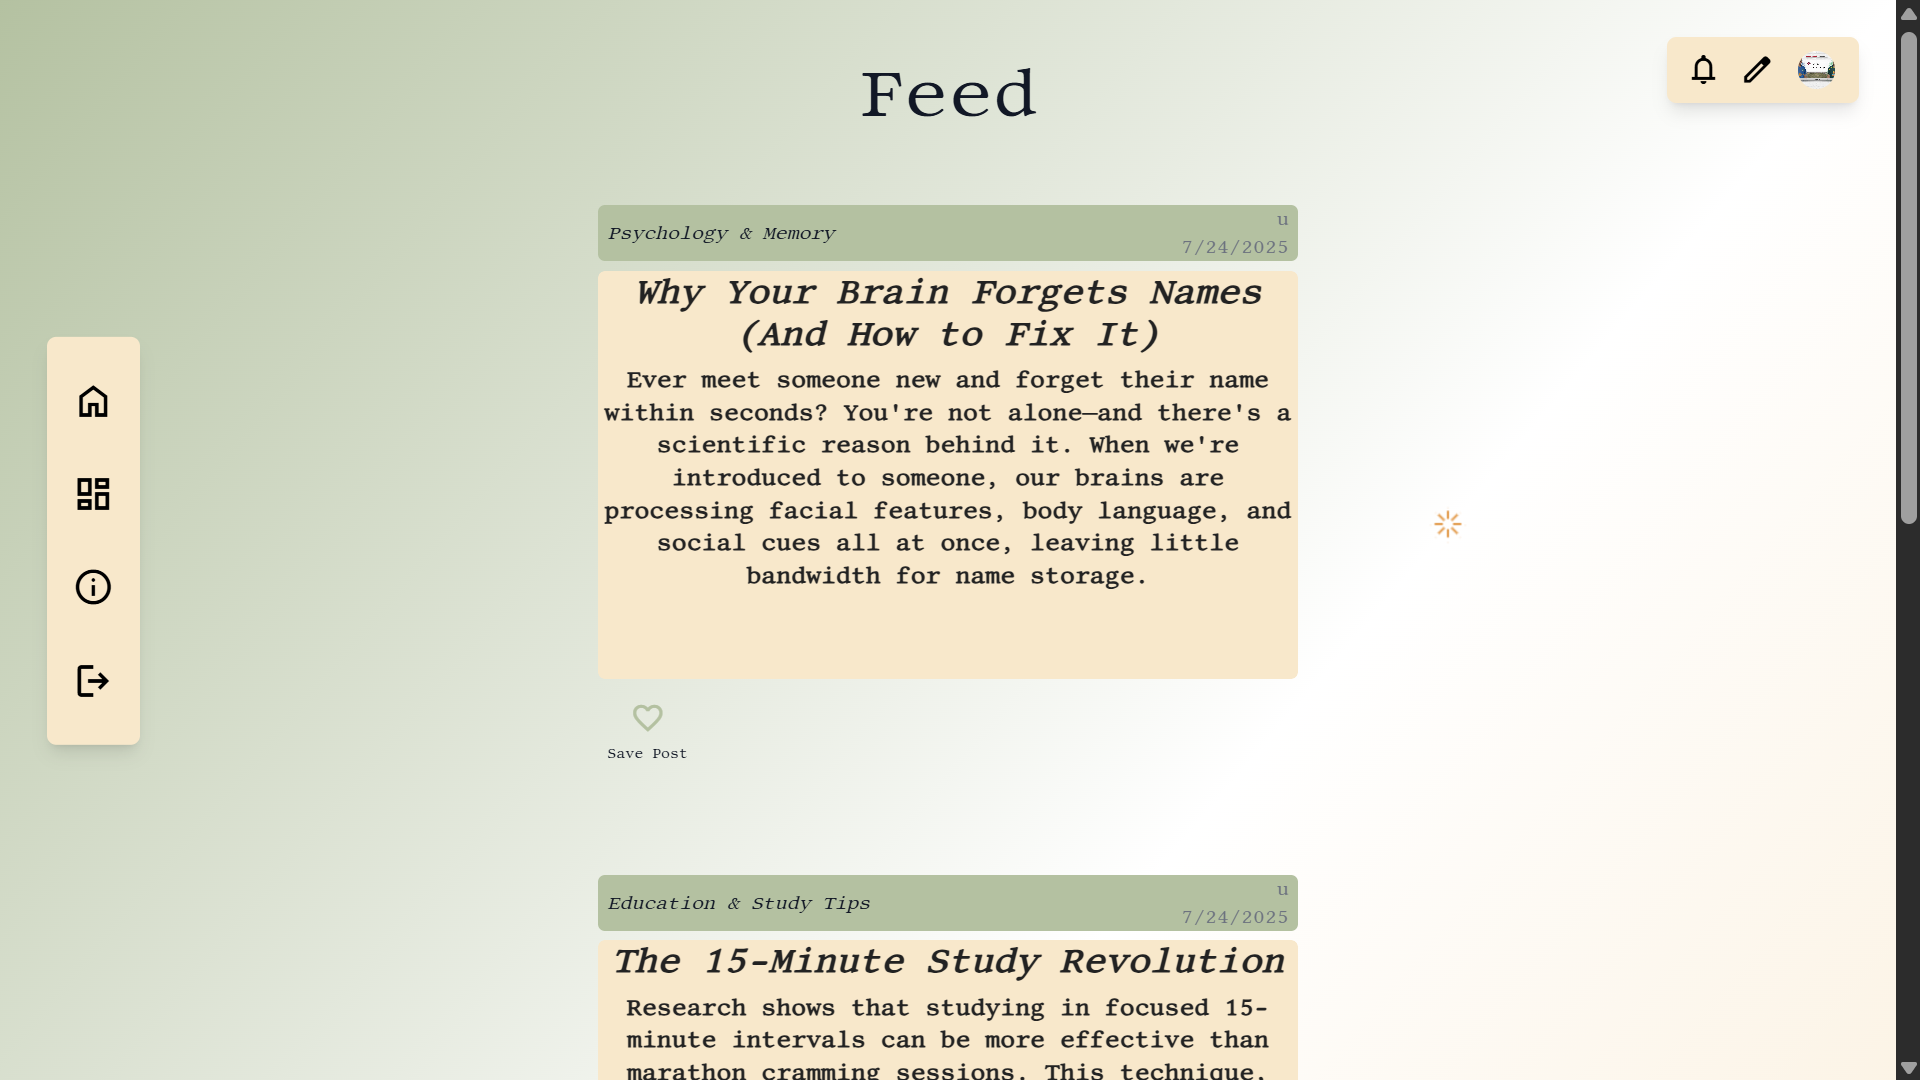 Feed
Psychology & Memory
u
7/24/2025
Why Your Brain Forgets Names
(And How to Fix It)
Ever meet someone new and forget their name
within seconds? You're not alone—and there's a
scientific reason behind it. When we're
introduced to someone, our brains are
processing facial features, body language, and
social cues all at once, leaving little
bandwidth for name storage.
Save Post
Education & Study Tips
u
7/24/2025
The 15-Minute Study Revolution
Research shows that studying in focused 15-
minute intervals can be more effective than
marathon cramming sessions. This technique,